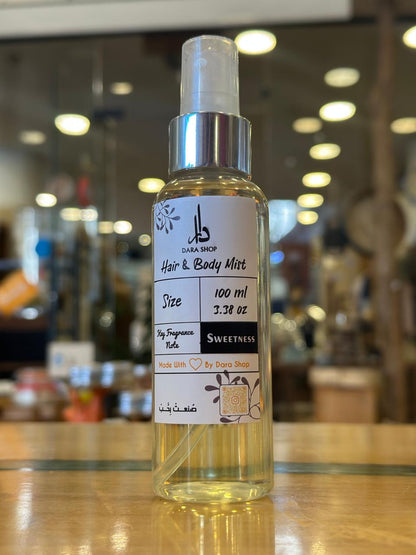 دارا
DARA SHOP
Hair & Body Mist
Size
100 ml
3.38 oz
Key Fragrance
Note
SWEETNESS
Made With By Dara Shop
صُنعتْ بِحُب